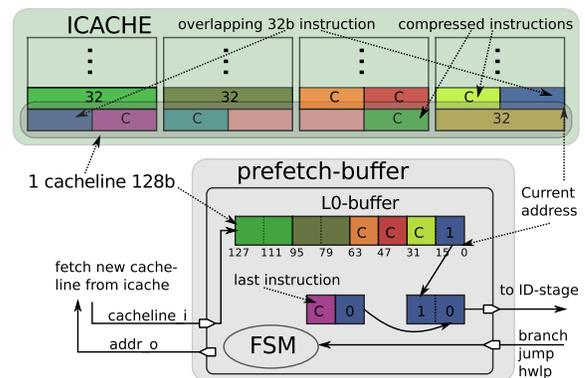 ICACHE
overlapping 32b instruction
compressed instructions
32
32
C
C
C
C
C
C
32
1 cacheline 128b
prefetch-buffer
Current
address
L0-buffer
C
C
C
1
127
111
95
79
63
47
31
15
0
fetch new cache-
line from icache
last instruction
C
0
1
0
to ID-stage
cacheline_i
addr_o
FSM
branch
jump
hwlp